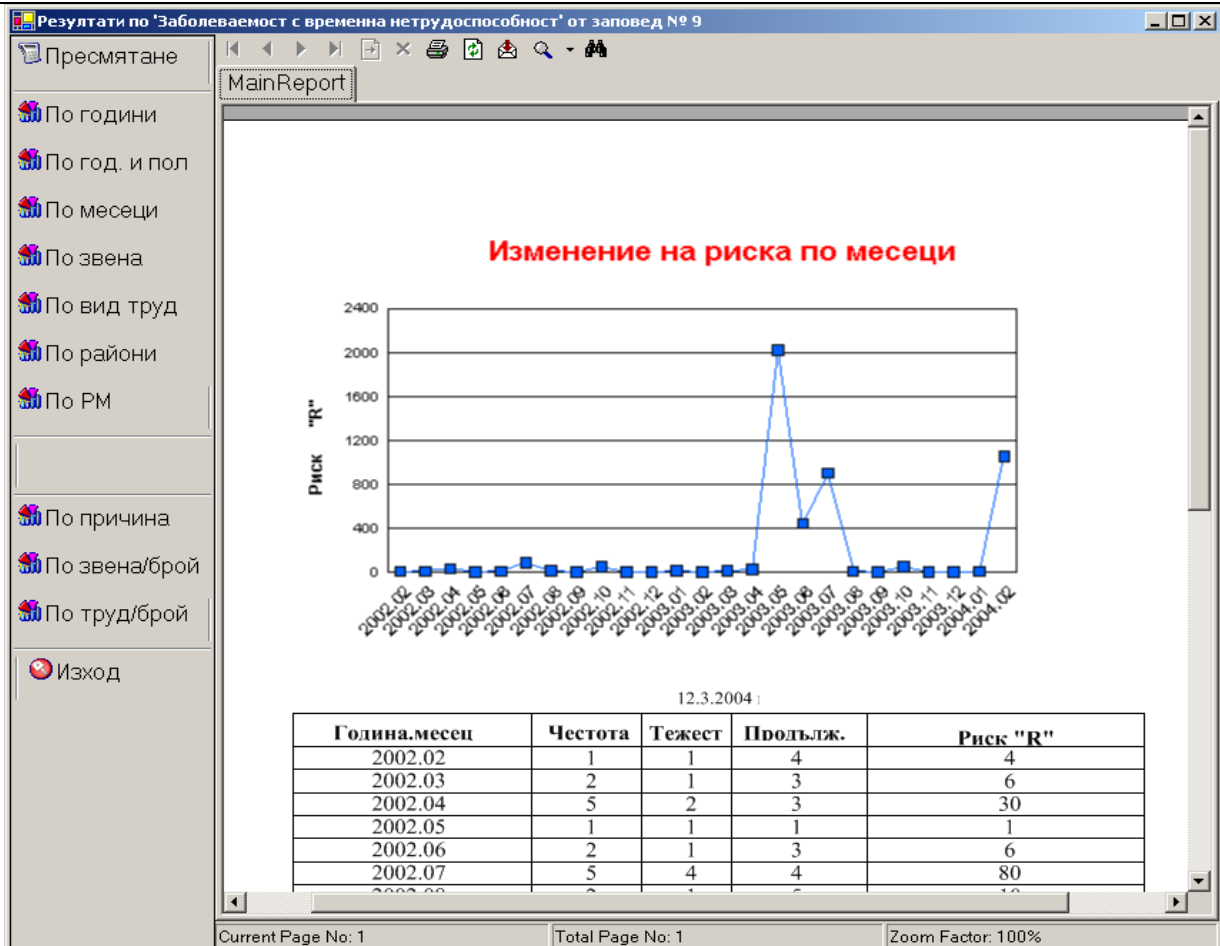 Резултати по 'Заболеваемост с временна нетрудоспособност' от заповед № 9
Пресмятане
По години
По год. и пол
По месеци
По звена
По вид труд
По райони
По РМ
По причина
По звена/брой
По труд/брой
Изход
MainReport
Изменение на риска по месеци
Риск "R"
2400
2000
1600
1200
800
400
0
2002.02 2002.03 2002.04 2002.05 2002.06 2002.07 2002.08 2002.09 2002.10 2002.11 2002.12 2003.01 2003.02 2003.03 2003.04 2003.05 2003.06 2003.07 2003.08 2003.09 2003.10 2003.11 2003.12 2004.01 2004.02
12.3.2004
Година.месец Честота Тежест Продълж. Риск "R"
2002.02 1 1 4 4
2002.03 2 1 3 6
2002.04 5 2 3 30
2002.05 1 1 1 1
2002.06 2 1 3 6
2002.07 5 4 4 80
Current Page No: 1 Total Page No: 1 Zoom Factor: 100%